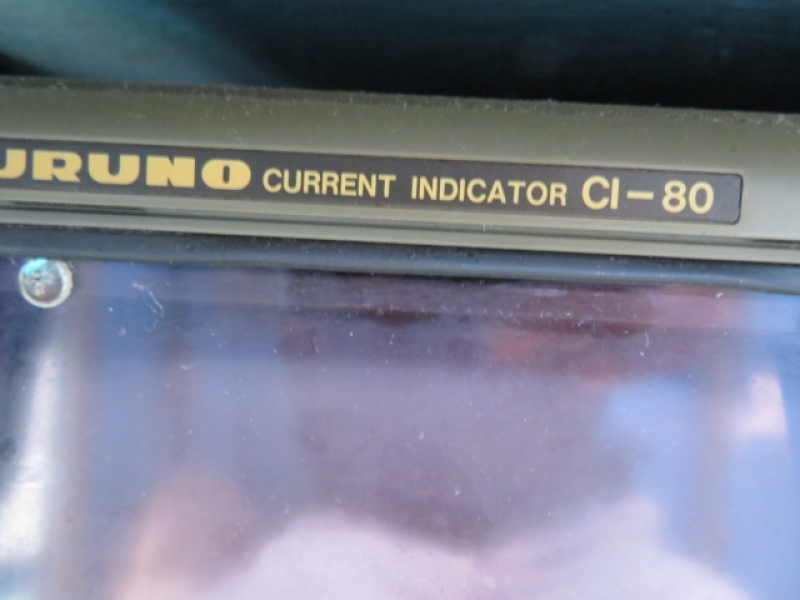 URUNO CURRENT INDICATOR CI-80